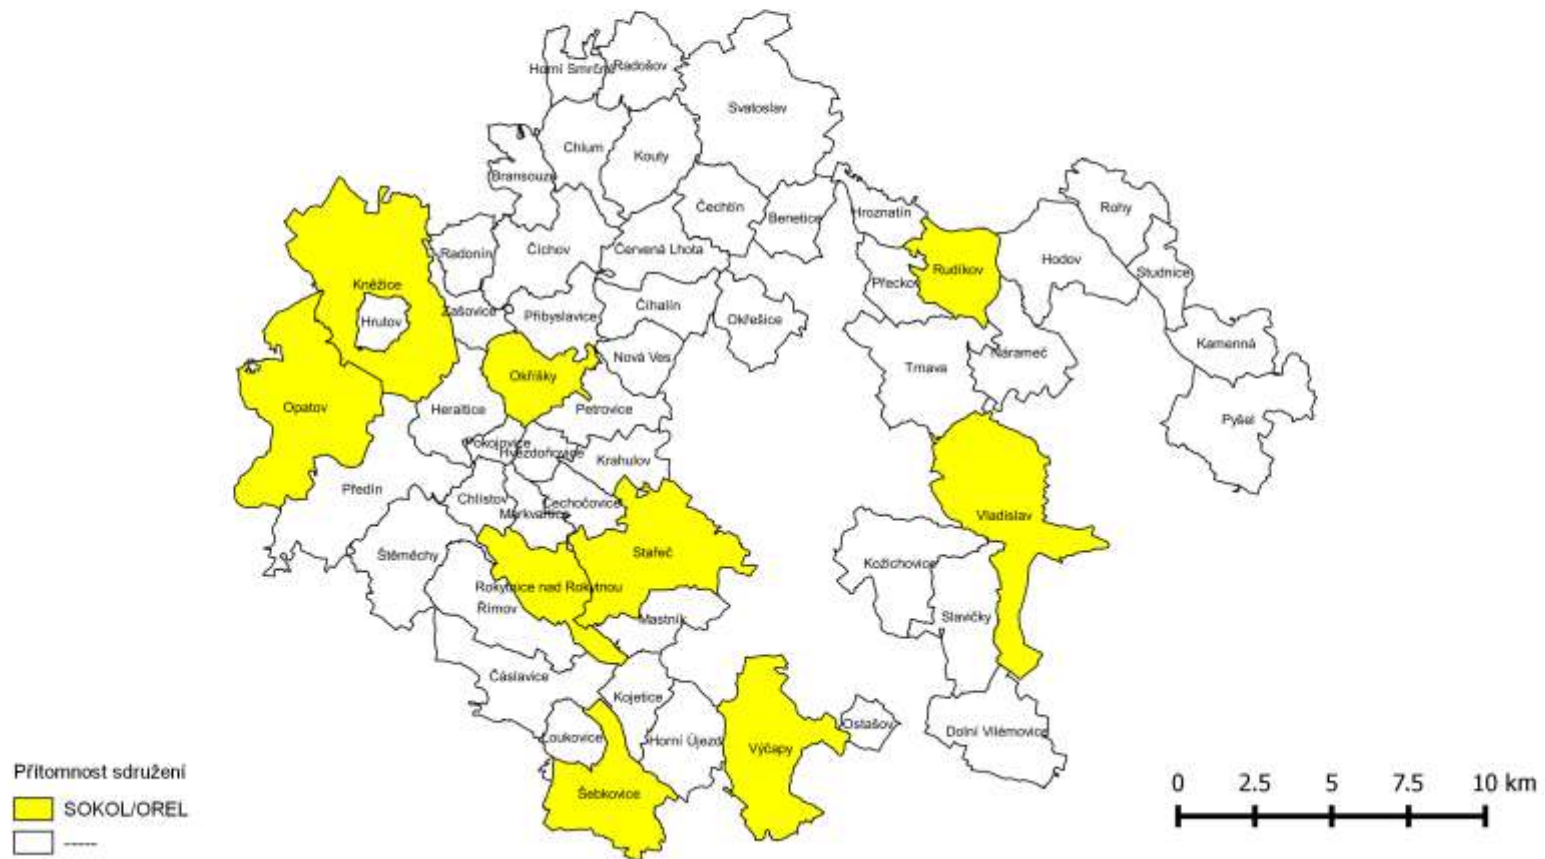 Horní Smrčné
Radošov
Svatoslav
Chlum
Kouty
Bransouze
Čechtín
Benetice
Hroznatín
Rohy
Radonín
Číchov
Červená Lhota
Rudíkov
Hodov
Studnice
Přeckov
Kněžice
Hrutov
Zašovice
Přibyslavice
Číhalín
Okřešice
Kamenná
Nová Ves
Trnava
Nárameč
Okříšky
Opatov
Heraltice
Petrovice
Pyšel
Pokojovice
Hvězdoňovice
Krahulov
Předín
Chlístov
Čechočovice
Markvartice
Vladislav
Štěměchy
Stařeč
Kožichovice
Rokytnice nad Rokytnou
Římov
Mastník
Slavičky
Čáslavice
Kojetice
Loukovice
Horní Újezd
Výčapy
Ostašov
Dolní Vilémovice
Šebkovice
Přítomnost sdružení
SOKOL/OREL
-----
0 2.5 5 7.5 10 km